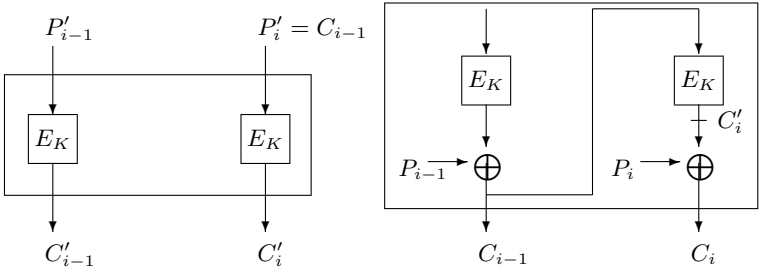 P'_{i-1} P'_i = C_{i-1}
E_K E_K
C'_{i-1} C'_i
E_K E_K
C'_i
P_{i-1} ⊕ P_i ⊕
C_{i-1} C_i